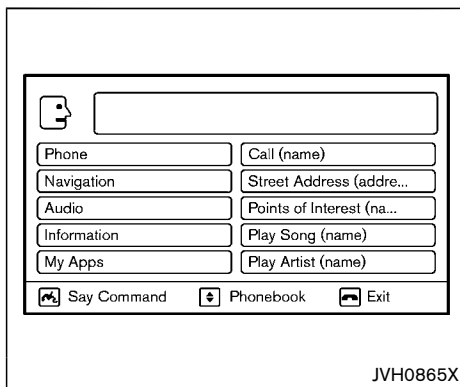 Phone Call (name)
Navigation Street Address (addre...
Audio Points of Interest (na...
Information Play Song (name)
My Apps Play Artist (name)
Say Command Phonebook Exit
JVH0865X